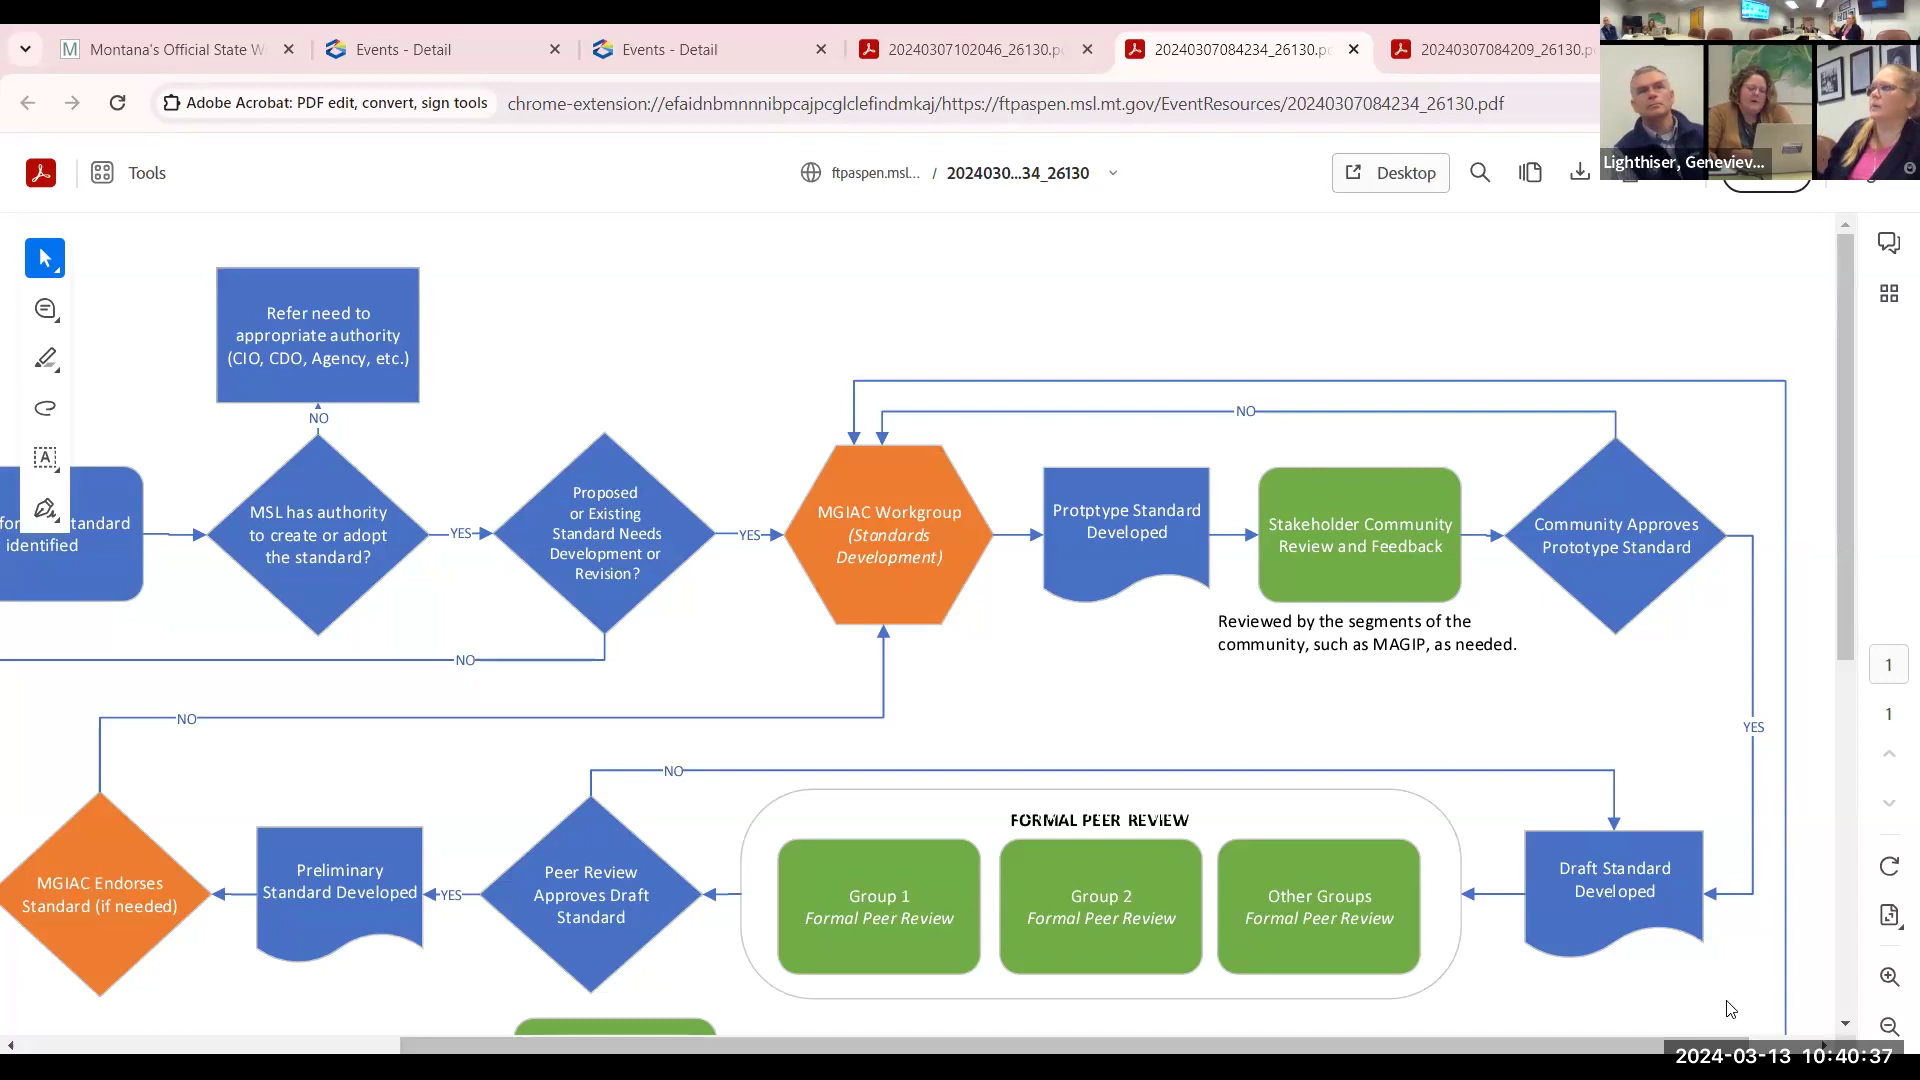 Montana's Official State W
Events - Detail
Events - Detail
20240307102046_26130.p
20240307084234_26130.p
20240307084209_26130.p
Adobe Acrobat: PDF edit, convert, sign tools
chrome-extension://efaidnbmnnnibpcajpcglclefindmkaj/https://ftpaspen.msl.mt.gov/EventResources/20240307084234_26130.pdf
Lighthiser, Geneviev...
Tools
ftpaspen.msl... / 2024030...34_26130
Desktop
Refer need to
appropriate authority
(CIO, CDO, Agency, etc.)
NO
NO
for
tandard
identified
MSL has authority
to create or adopt
the standard?
YES
Proposed
or Existing
Standard Needs
Development or
Revision?
YES
MGIAC Workgroup
(Standards
Development)
Protptype Standard
Developed
Stakeholder Community
Review and Feedback
Community Approves
Prototype Standard
Reviewed by the segments of the
community, such as MAGIP, as needed.
NO
NO
YES
NO
FORMAL PEER REVIEW
MGIAC Endorses
Standard (if needed)
Preliminary
Standard Developed
YES
Peer Review
Approves Draft
Standard
Group 1
Formal Peer Review
Group 2
Formal Peer Review
Other Groups
Formal Peer Review
Draft Standard
Developed
1
1
2024-03-13 10:40:37